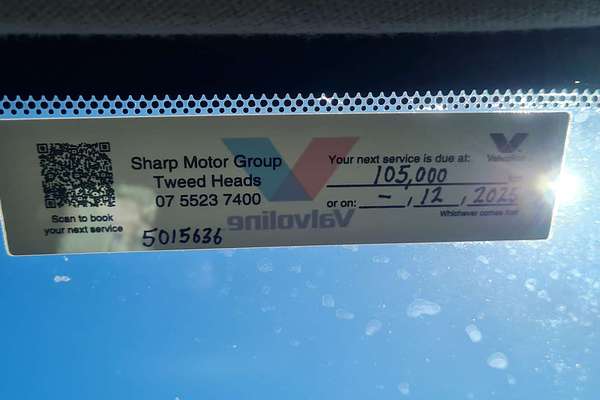 Sharp Motor Group
Tweed Heads
07 5523 7400
Scan to book
your next service
5015636
Valvoline
Your next service is due at:
105,000 km
or on: –, 12, 2025
Whichever comes first
Valvoline